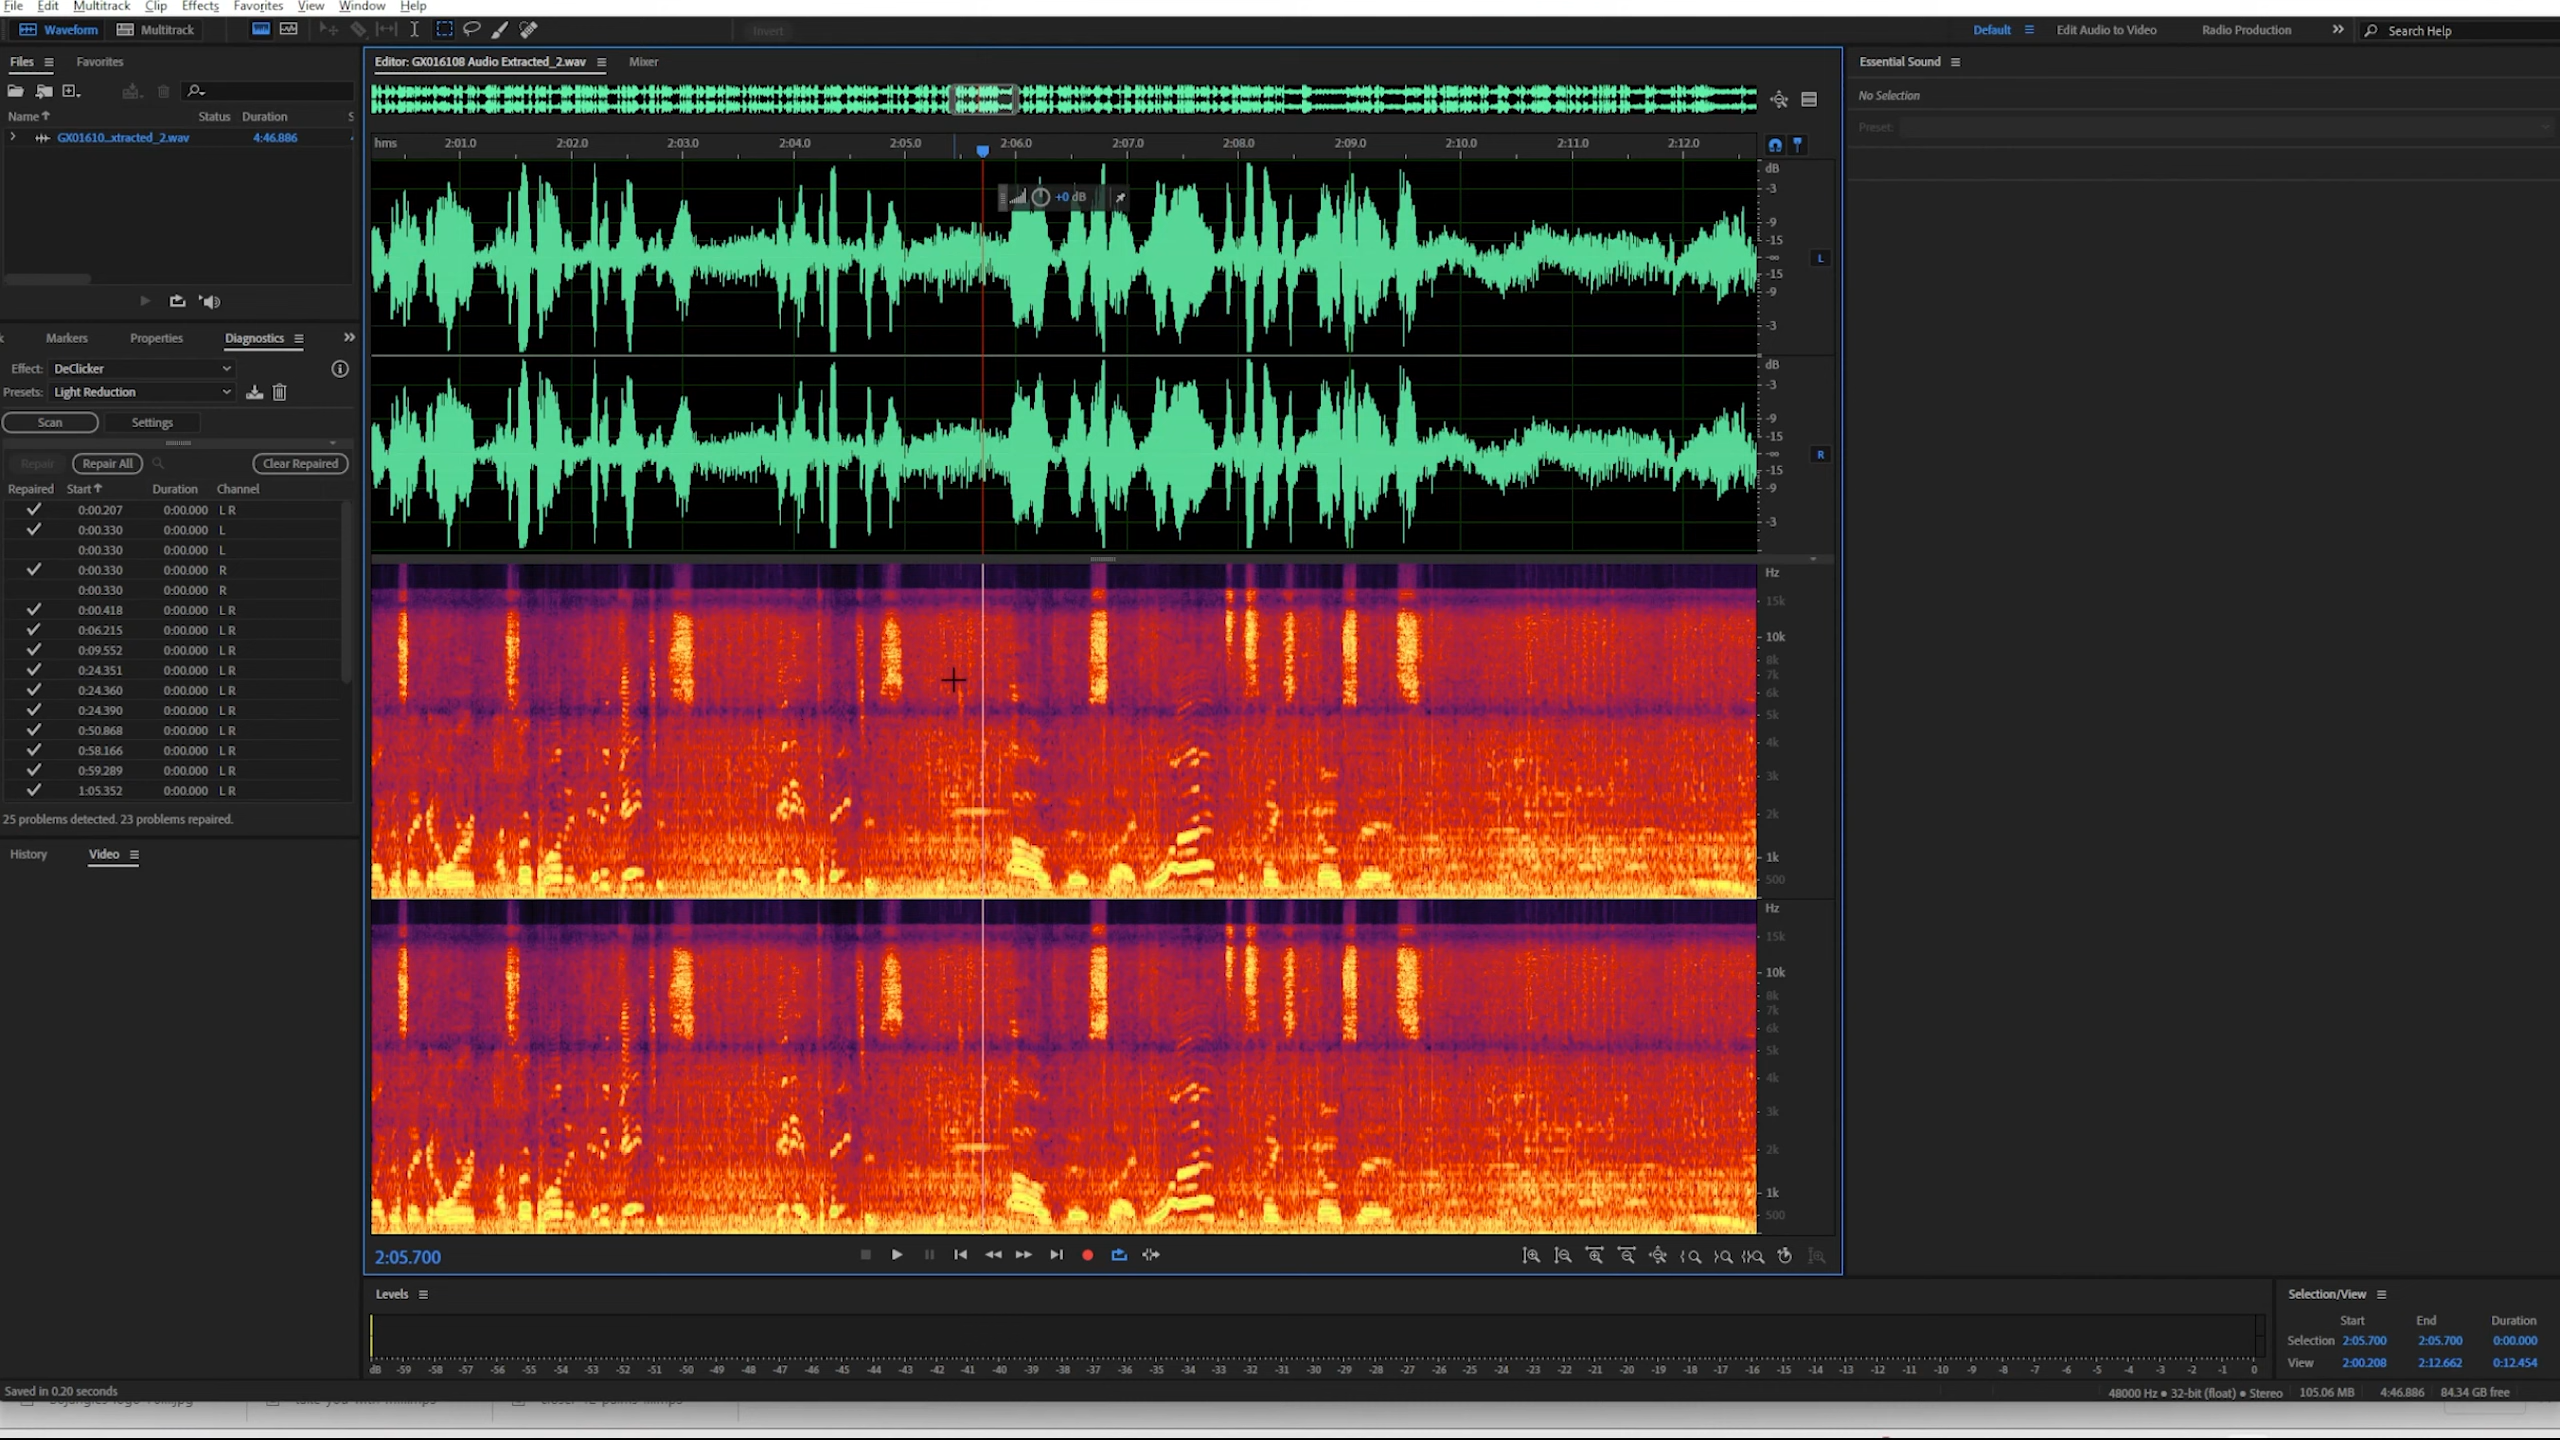 File Edit Multitrack Clip Effects Favorites View Window Help
Waveform Multitrack Invert Default Edit Audio to Video Radio Production Search Help
Files Favorites
Name Status Duration S
GX01610...xtracted_2.wav 4:46.886
Markers Properties Diagnostics
Effect: DeClicker
Presets: Light Reduction
Scan Settings
Repair Repair All Clear Repaired
Repaired Start Duration Channel
0:00.207 0:00.000 L R
0:00.330 0:00.000 L
0:00.330 0:00.000 L
0:00.330 0:00.000 R
0:00.330 0:00.000 R
0:00.418 0:00.000 L R
0:06.215 0:00.000 L R
0:09.552 0:00.000 L R
0:24.351 0:00.000 L R
0:24.360 0:00.000 L R
0:24.390 0:00.000 L R
0:50.868 0:00.000 L R
0:58.166 0:00.000 L R
0:59.289 0:00.000 L R
1:05.352 0:00.000 L R
25 problems detected. 23 problems repaired.
History Video
Editor: GX016108 Audio Extracted_2.wav Mixer
hms 2:01.0 2:02.0 2:03.0 2:04.0 2:05.0 2:06.0 2:07.0 2:08.0 2:09.0 2:10.0 2:11.0 2:12.0
+0 dB
dB
-3
-9
-15
-∞
-15
-9
-3
L
dB
-3
-9
-15
-∞
-15
-9
-3
R
Hz
15k
10k
8k
7k
6k
5k
4k
3k
2k
1k
500
Hz
15k
10k
8k
7k
6k
5k
4k
3k
2k
1k
500
2:05.700
Essential Sound
No Selection
Preset:
Levels
dB -59 -58 -57 -56 -55 -54 -53 -52 -51 -50 -49 -48 -47 -46 -45 -44 -43 -42 -41 -40 -39 -38 -37 -36 -35 -34 -33 -32 -31 -30 -29 -28 -27 -26 -25 -24 -23 -22 -21 -20 -19 -18 -17 -16 -15 -14 -13 -12 -11 -10 -9 -8 -7 -6 -5 -4 -3 -2 -1 0
Selection/View
Start End Duration
Selection 2:05.700 2:05.700 0:00.000
View 2:00.208 2:12.662 0:12.454
Saved in 0.20 seconds
48000 Hz ● 32-bit (float) ● Stereo 105.06 MB 4:46.886 84.34 GB free